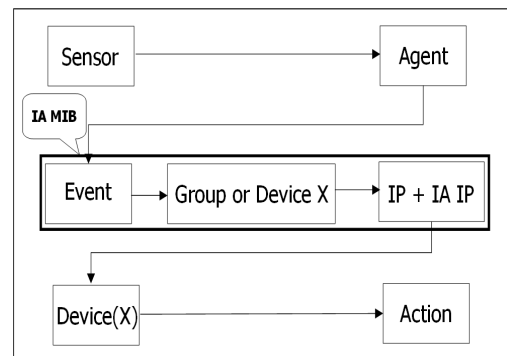 Sensor
Agent
IA MIB
Event
Group or Device X
IP + IA IP
Device(X)
Action